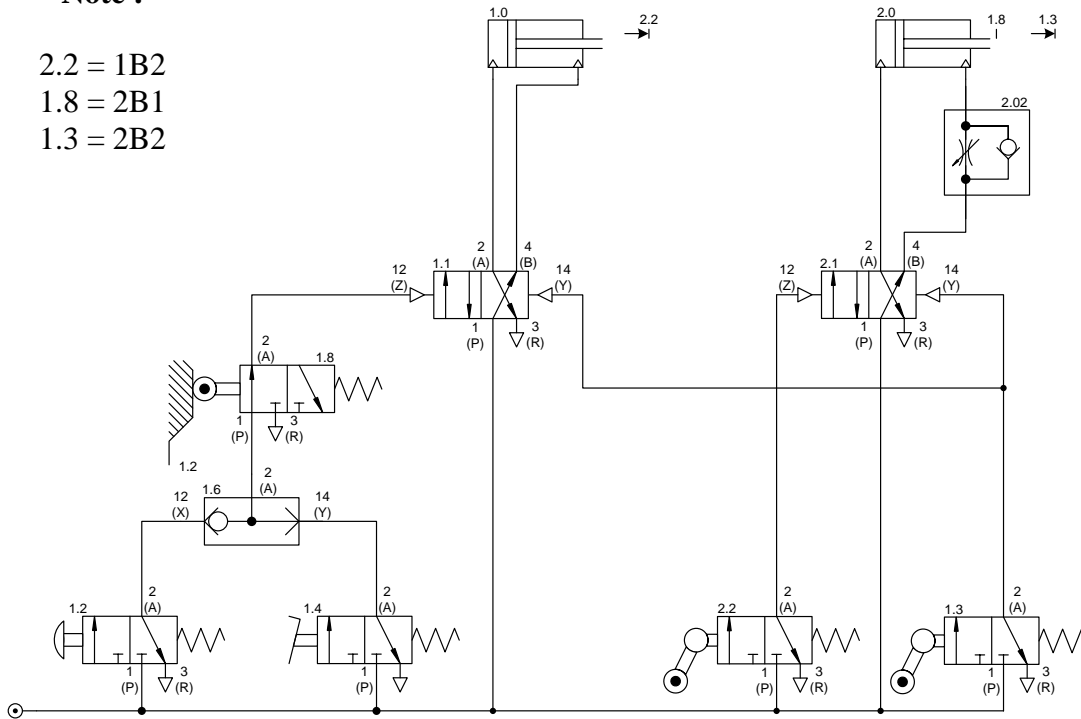 Note :
2.2 = 1B2
1.8 = 2B1
1.3 = 2B2
1.0
2.2
2.0
1.8
1.3
2.02
12
(Z)
1.1
2
(A)
4
(B)
14
(Y)
1
(P)
3
(R)
12
(Z)
2.1
2
(A)
4
(B)
14
(Y)
1
(P)
3
(R)
2
(A)
1.8
1
(P)
3
(R)
1.2
12
(X)
1.6
2
(A)
14
(Y)
1.2
2
(A)
1
(P)
3
(R)
1.4
2
(A)
1
(P)
3
(R)
2.2
2
(A)
1
(P)
3
(R)
1.3
2
(A)
1
(P)
3
(R)